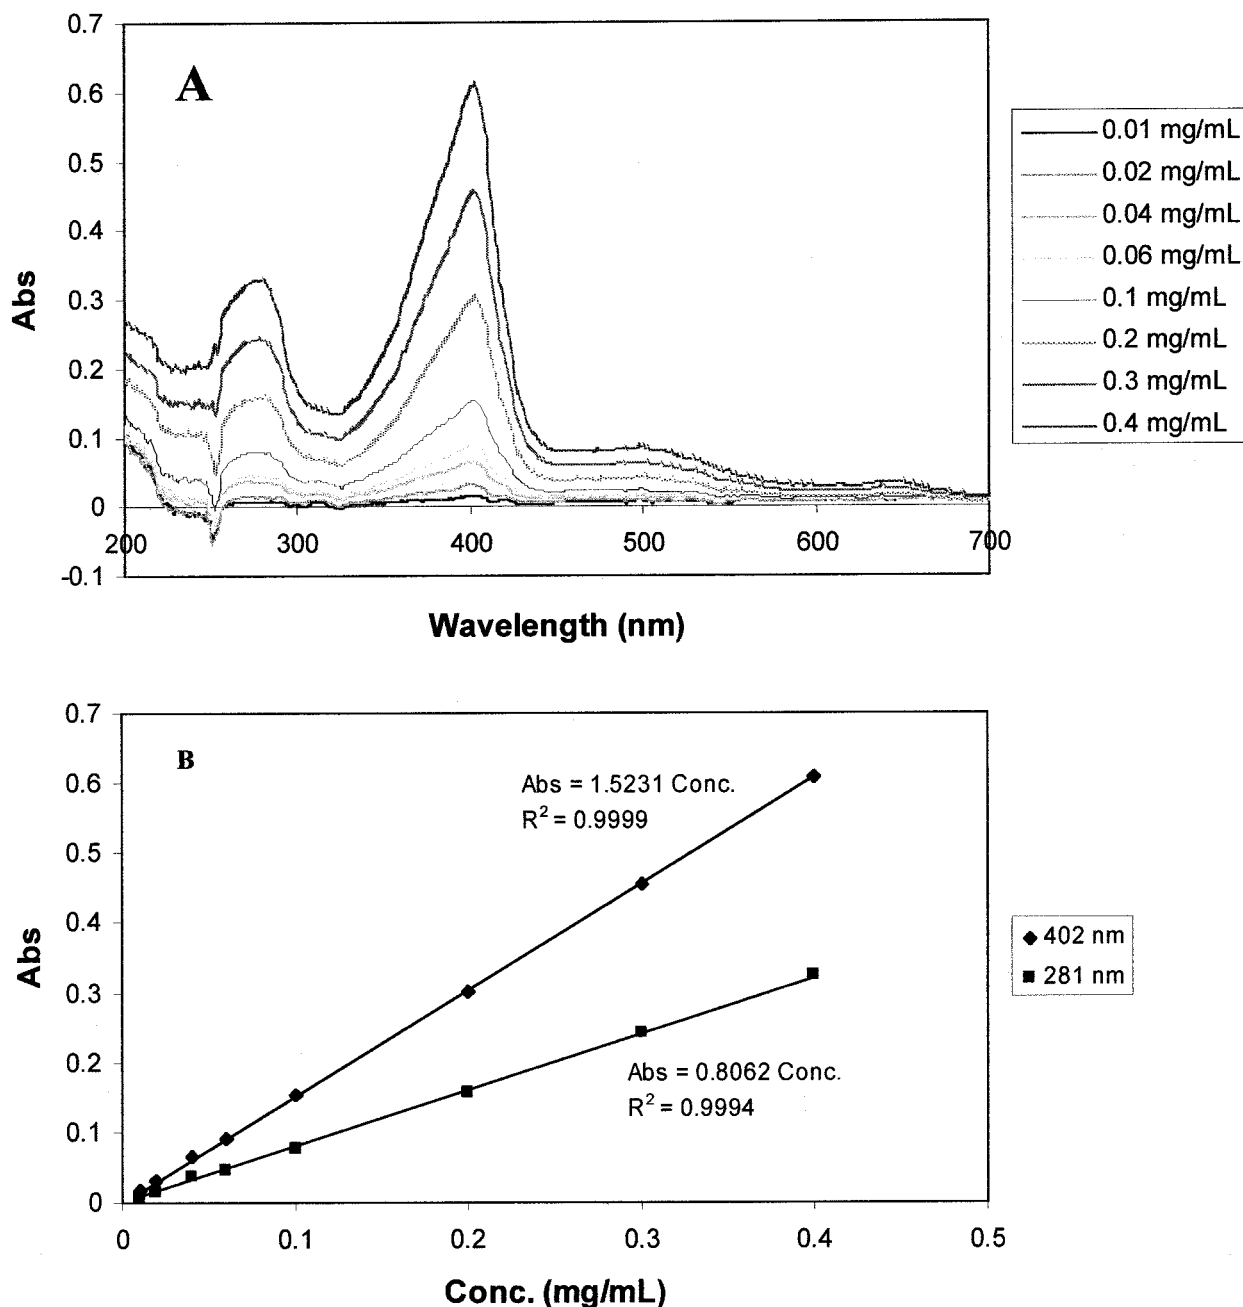 A
0.7
0.6
0.5
0.4
0.3
0.2
0.1
0
-0.1
Abs
200 300 400 500 600 700
Wavelength (nm)
0.01 mg/mL
0.02 mg/mL
0.04 mg/mL
0.06 mg/mL
0.1 mg/mL
0.2 mg/mL
0.3 mg/mL
0.4 mg/mL
B
0.7
0.6
0.5
0.4
0.3
0.2
0.1
0
Abs
Abs = 1.5231 Conc.
R² = 0.9999
Abs = 0.8062 Conc.
R² = 0.9994
402 nm
281 nm
0 0.1 0.2 0.3 0.4 0.5
Conc. (mg/mL)